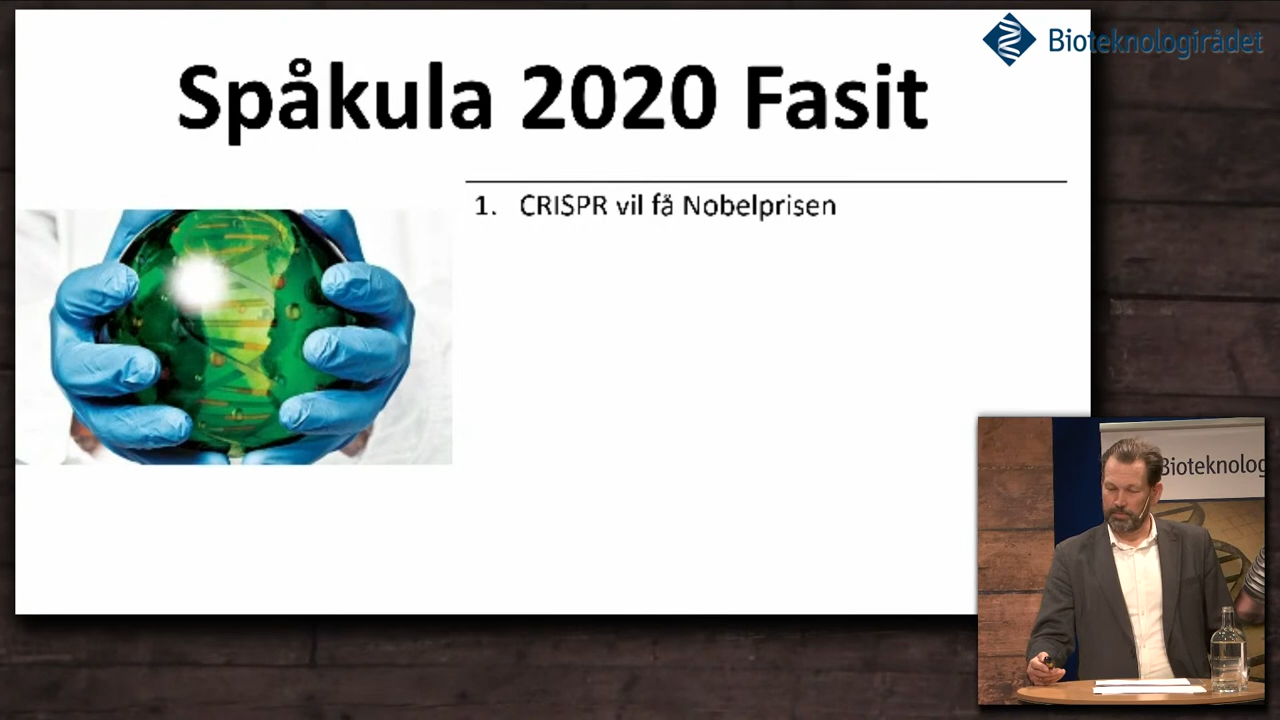 Bioteknologirådet
Spåkula 2020 Fasit
1. CRISPR vil få Nobelprisen
Bioteknolog